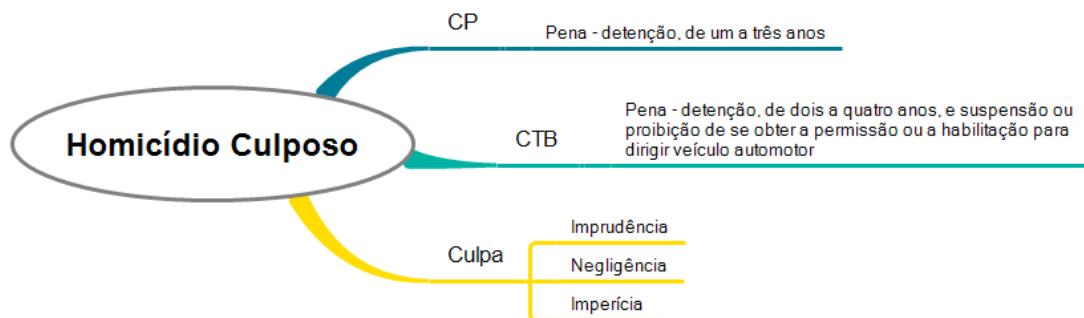 Homicídio Culposo
CP
Pena - detenção, de um a três anos
CTB
Pena - detenção, de dois a quatro anos, e suspensão ou
proibição de se obter a permissão ou a habilitação para
dirigir veículo automotor
Culpa
Imprudência
Negligência
Imperícia